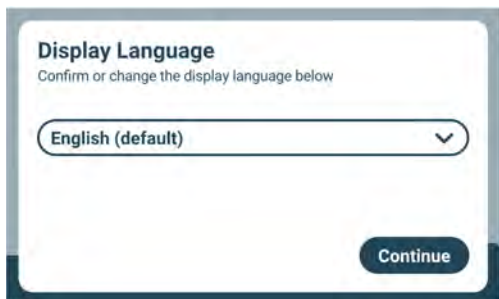 Display Language
Confirm or change the display language below
English (default)
Continue